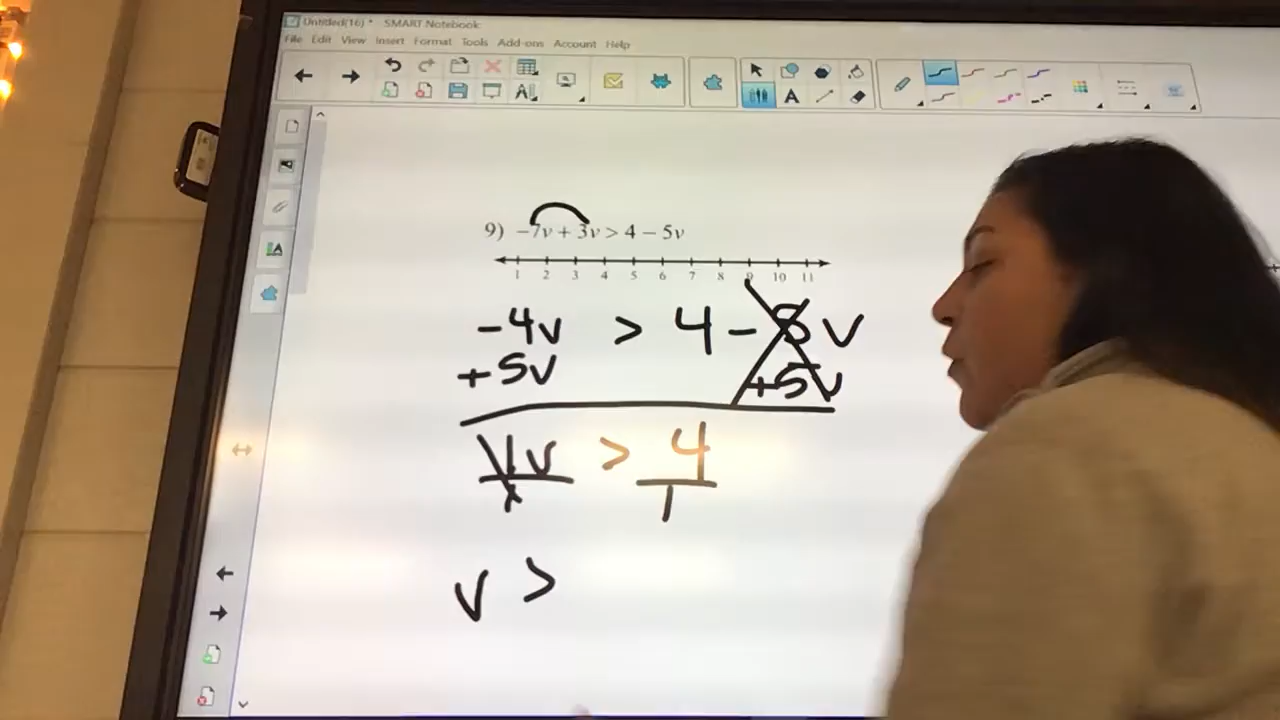 Untitled(16) * SMART Notebook
File Edit View Insert Format Tools Add-ons Account Help
9) -7v + 3v > 4 - 5v
1 2 3 4 5 6 7 8 9 10 11
-4v > 4 - 5v
+5v +5v
1v > 4
1 1
v >